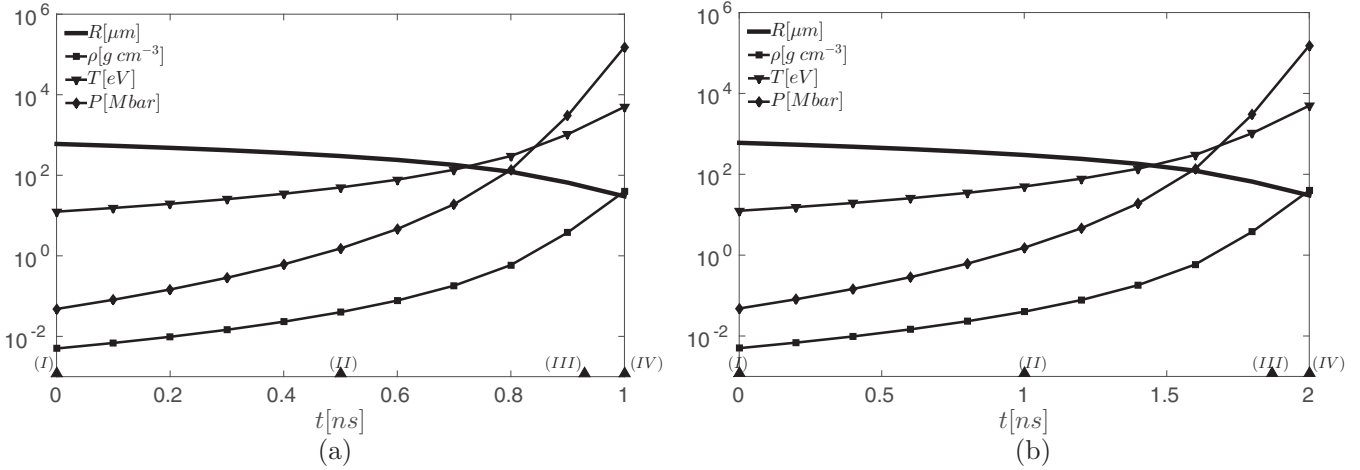 10^6
10^4
10^2
10^0
10^-2
R[μm]
ρ[g cm^-3]
T[eV]
P[Mbar]
(I)
(II)
(III)
(IV)
0
0.2
0.4
0.6
0.8
1
t[ns]
(a)
10^6
10^4
10^2
10^0
10^-2
R[μm]
ρ[g cm^-3]
T[eV]
P[Mbar]
(I)
(II)
(III)
(IV)
0
0.5
1
1.5
2
t[ns]
(b)